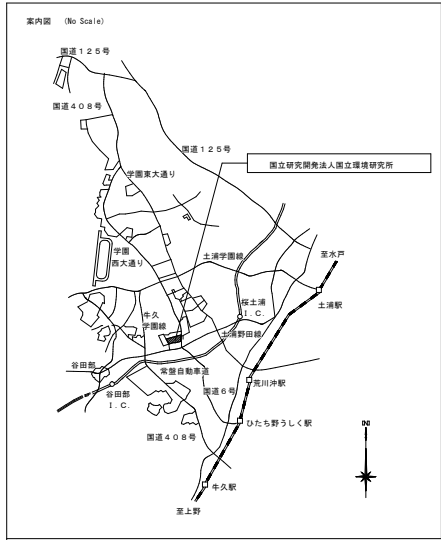 案内図 (No Scale)
国道１２５号
国道４０８号
国道１２５号
国立研究開発法人国立環境研究所
学園東大通り
学園
西大通り
土浦学園線
至水戸
土浦駅
桜土浦
Ｉ.Ｃ.
牛久
学園線
土浦野田線
谷田部
常盤自動車道
荒川沖駅
谷田部
Ｉ.Ｃ.
国道６号
ひたち野うしく駅
国道４０８号
[N]
牛久駅
至上野